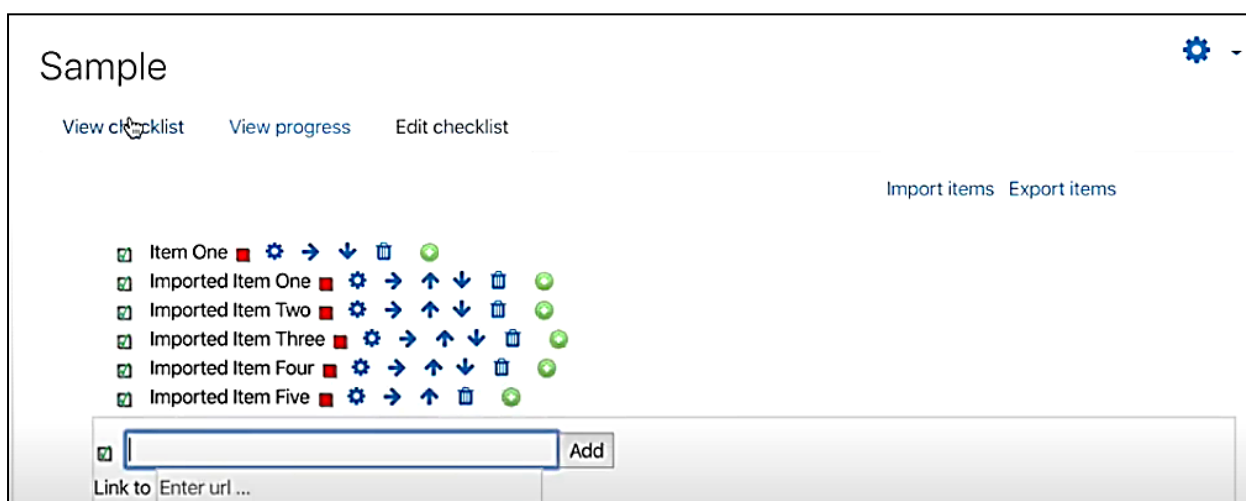 Sample
View checklist View progress Edit checklist
Import items Export items
Item One
Imported Item One
Imported Item Two
Imported Item Three
Imported Item Four
Imported Item Five
Add
Link to Enter url ...